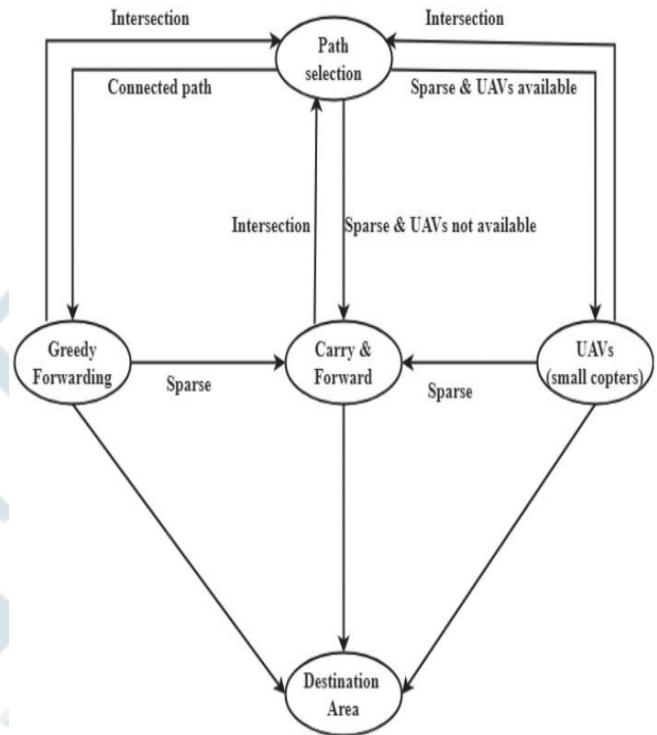 Intersection
Intersection
Path
selection
Connected path
Sparse & UAVs available
Intersection
Sparse & UAVs not available
Greedy
Forwarding
Carry &
Forward
UAVs
(small copters)
Sparse
Sparse
Destination
Area